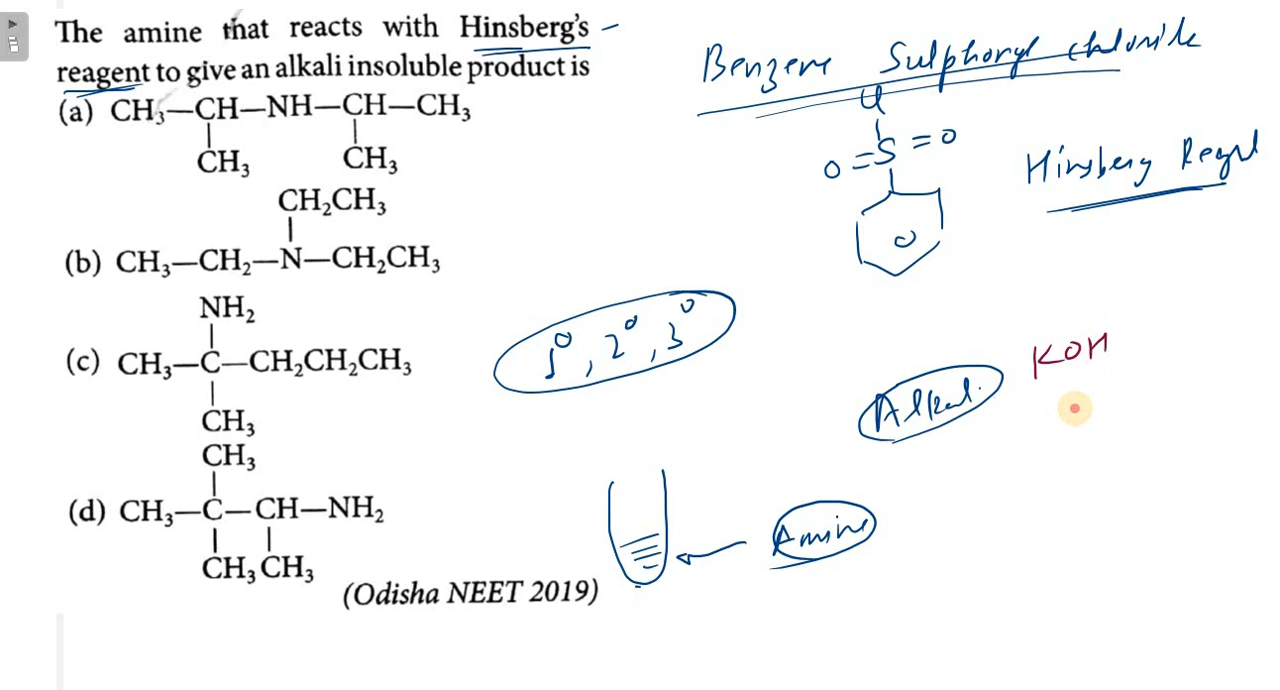 The amine that reacts with Hinsberg's
reagent to give an alkali insoluble product is
(a) CH₃—CH—NH—CH—CH₃
CH₃ CH₃
CH₂CH₃
(b) CH₃—CH₂—N—CH₂CH₃
NH₂
(c) CH₃—C—CH₂CH₂CH₃
CH₃
CH₃
(d) CH₃—C—CH—NH₂
CH₃ CH₃
(Odisha NEET 2019)
Benzene Sulphonyl chloride
Cl
O=S=O
Hinsberg
1°, 2°, 3°
KOH
Amine